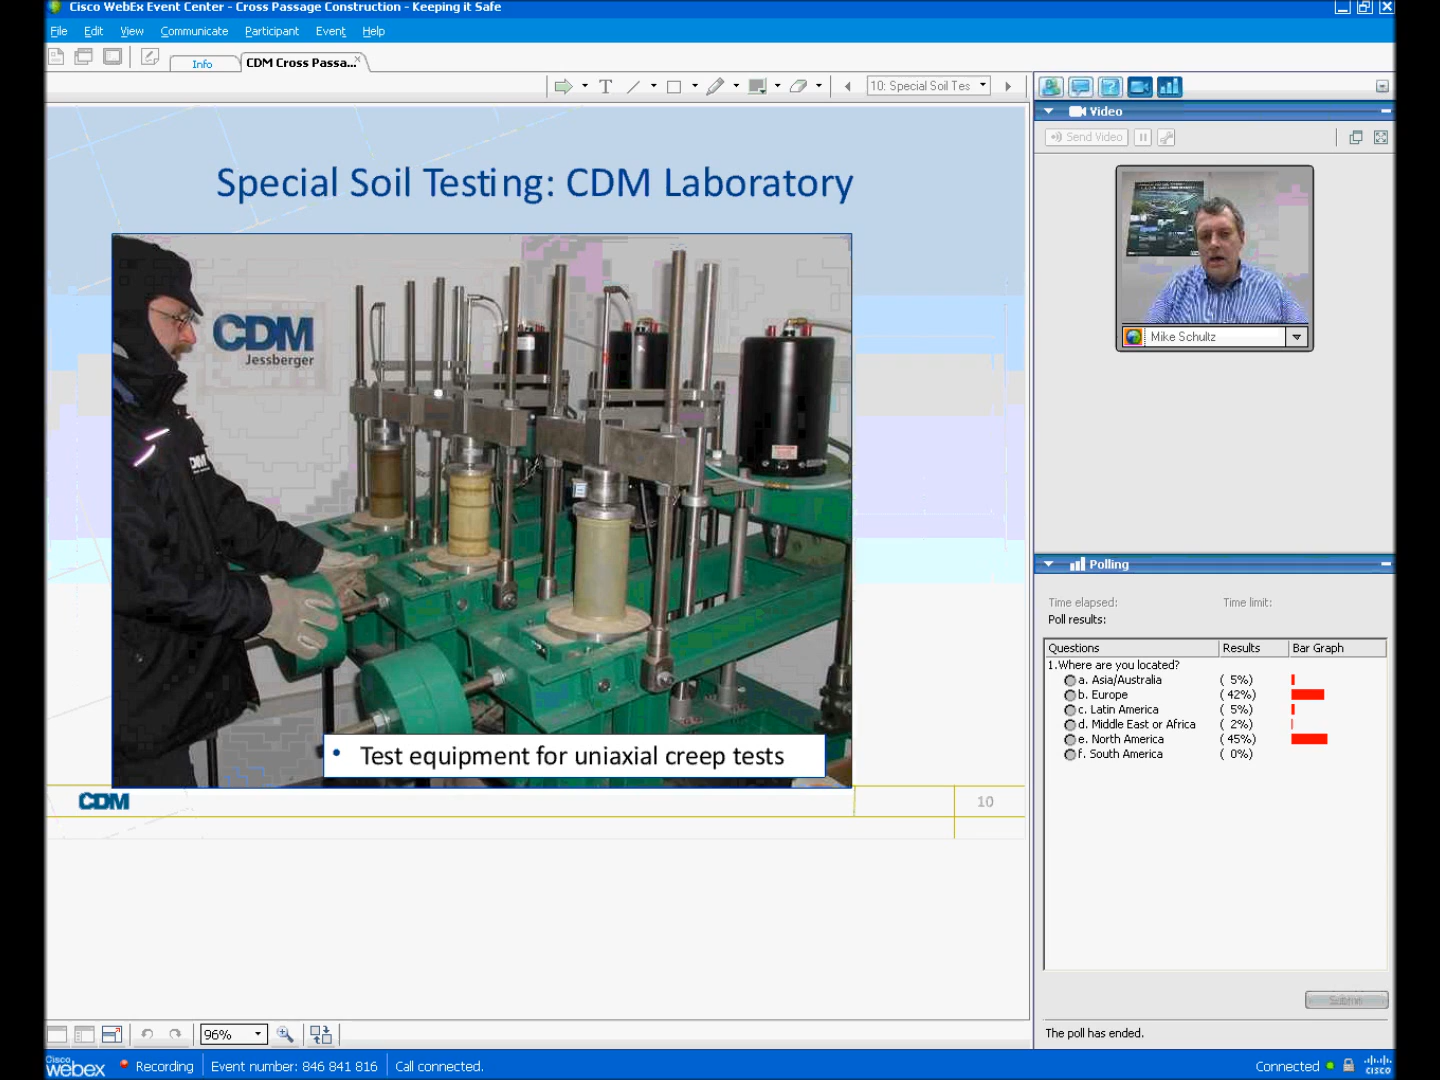 Cisco WebEx Event Center - Cross Passage Construction - Keeping it Safe
File Edit View Communicate Participant Event Help
Info
CDM Cross Passa...
10: Special Soil Tes
Video
Send Video
Special Soil Testing: CDM Laboratory
CDM
Jessberger
CDM
Mike Schultz
Test equipment for uniaxial creep tests
CDM
10
Polling
Time elapsed: Time limit:
Poll results:
Questions Results Bar Graph
1.Where are you located?
a. Asia/Australia ( 5%)
b. Europe ( 42%)
c. Latin America ( 5%)
d. Middle East or Africa ( 2%)
e. North America ( 45%)
f. South America ( 0%)
Submit
The poll has ended.
96%
Cisco
webex
Recording
Event number: 846 841 816
Call connected.
Connected
CISCO